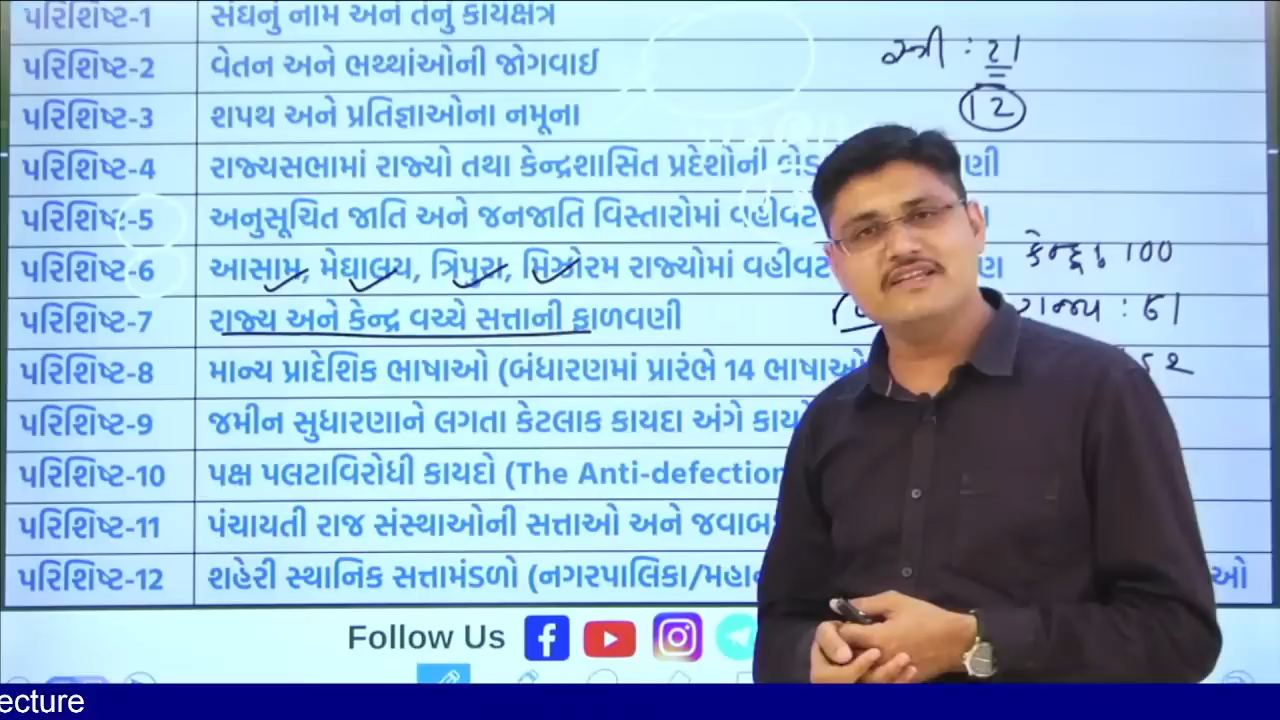 પરિશિષ્ટ-1 સંઘનું નામ અને તેનું કાર્યક્ષેત્ર
પરિશિષ્ટ-2 વેતન અને ભથ્થાંઓની જોગવાઈ
સ્ત્રી : 21
12
પરિશિષ્ટ-3 શપથ અને પ્રતિજ્ઞાઓના નમૂના
પરિશિષ્ટ-4 રાજ્યસભામાં રાજ્યો તથા કેન્દ્રશાસિત પ્રદેશોની
પરિશિષ્ટ-5 અનુસૂચિત જાતિ અને જનજાતિ વિસ્તારોમાં
પરિશિષ્ટ-6 આસામ, મેઘાલય, ત્રિપુરા, મિઝોરમ રાજ્યોમાં
કેન્દ્ર : 100
પરિશિષ્ટ-7 રાજ્ય અને કેન્દ્ર વચ્ચે સત્તાની ફાળવણી
રાજ્ય : 61
પરિશિષ્ટ-8 માન્ય પ્રાદેશિક ભાષાઓ (બંધારણમાં પ્રારંભે 14 ભાષાઓ
52
પરિશિષ્ટ-9 જમીન સુધારણાને લગતા કેટલાક કાયદા અંગે
પરિશિષ્ટ-10 પક્ષ પલટાવિરોધી કાયદો (The Anti-defection
પરિશિષ્ટ-11 પંચાયતી રાજ સંસ્થાઓની સત્તાઓ અને
પરિશિષ્ટ-12 શહેરી સ્થાનિક સત્તામંડળો (નગરપાલિકા/
Follow Us
ecture